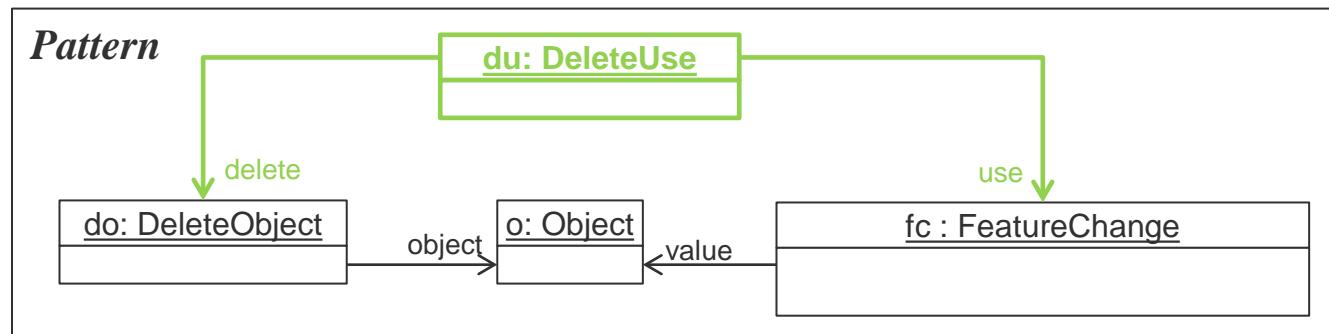 Pattern
du: DeleteUse
delete
use
do: DeleteObject
o: Object
fc : FeatureChange
object
value